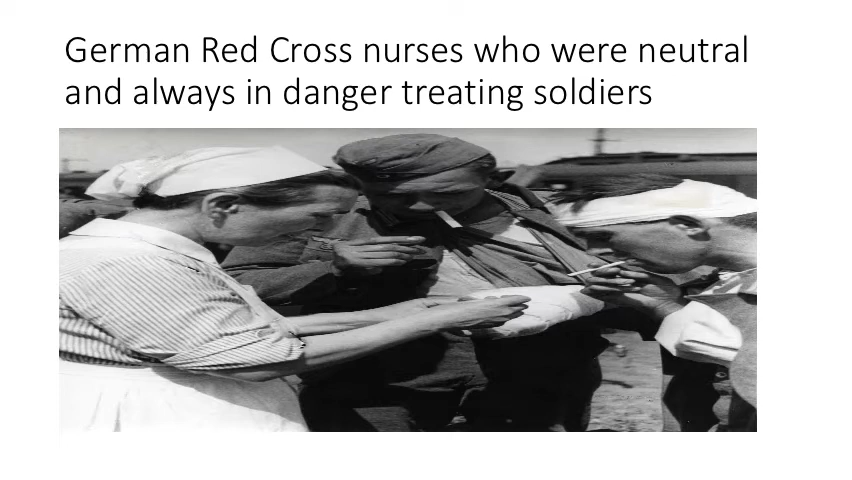 German Red Cross nurses who were neutral
and always in danger treating soldiers